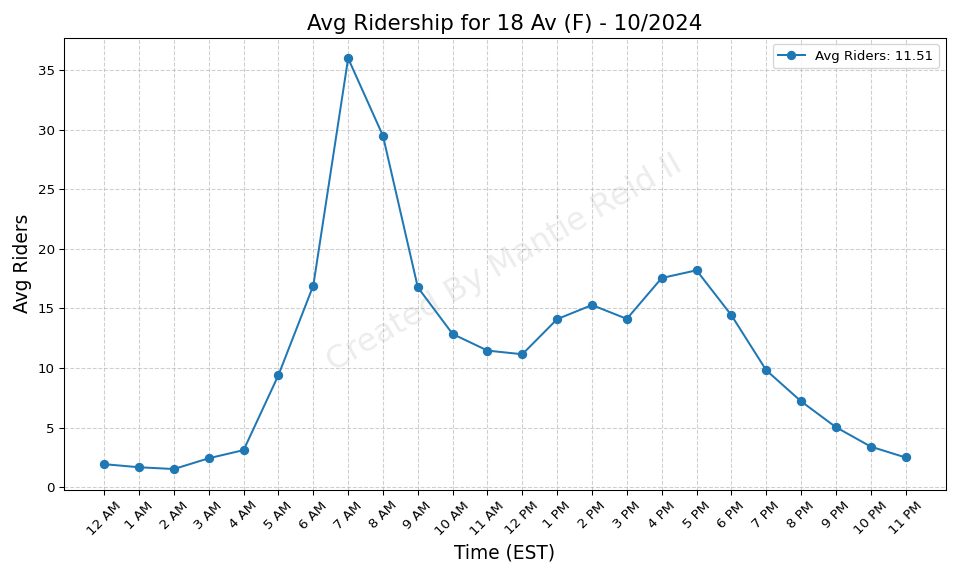 Avg Ridership for 18 Av (F) - 10/2024
Avg Riders: 11.51
35
30
25
20
15
10
5
0
Avg Riders
Created By Mantie Reid II
12 AM
1 AM
2 AM
3 AM
4 AM
5 AM
6 AM
7 AM
8 AM
9 AM
10 AM
11 AM
12 PM
1 PM
2 PM
3 PM
4 PM
5 PM
6 PM
7 PM
8 PM
9 PM
10 PM
11 PM
Time (EST)